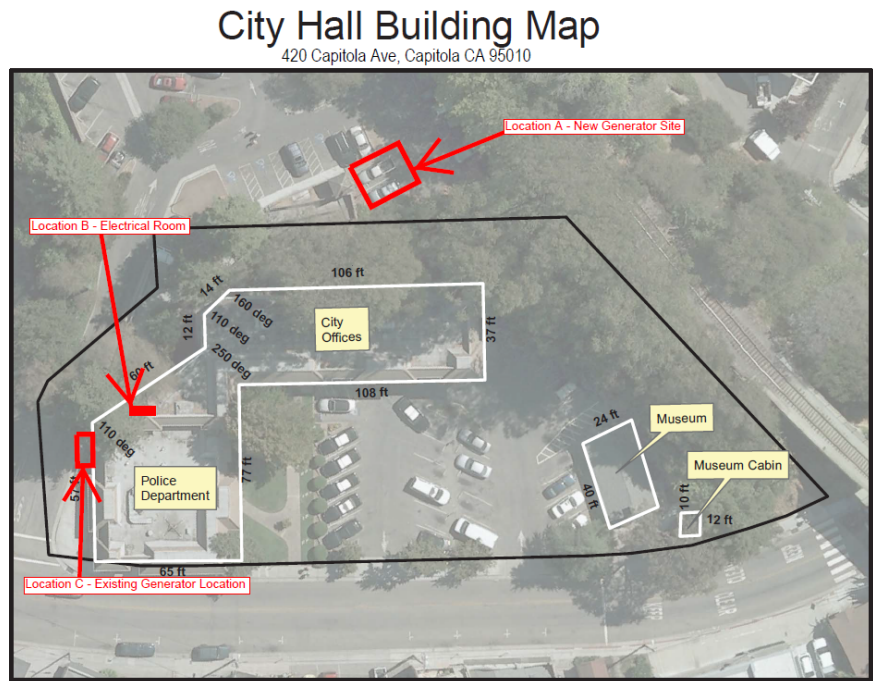 City Hall Building Map
420 Capitola Ave, Capitola CA 95010
Location A - New Generator Site
Location B - Electrical Room
106 ft
14 ft
160 deg
12 ft
110 deg
City
Offices
37 ft
250 deg
60 ft
108 ft
24 ft
Museum
110 deg
Museum Cabin
77 ft
57 ft
Police
Department
40 ft
10 ft
12 ft
65 ft
Location C - Existing Generator Location
KEEP